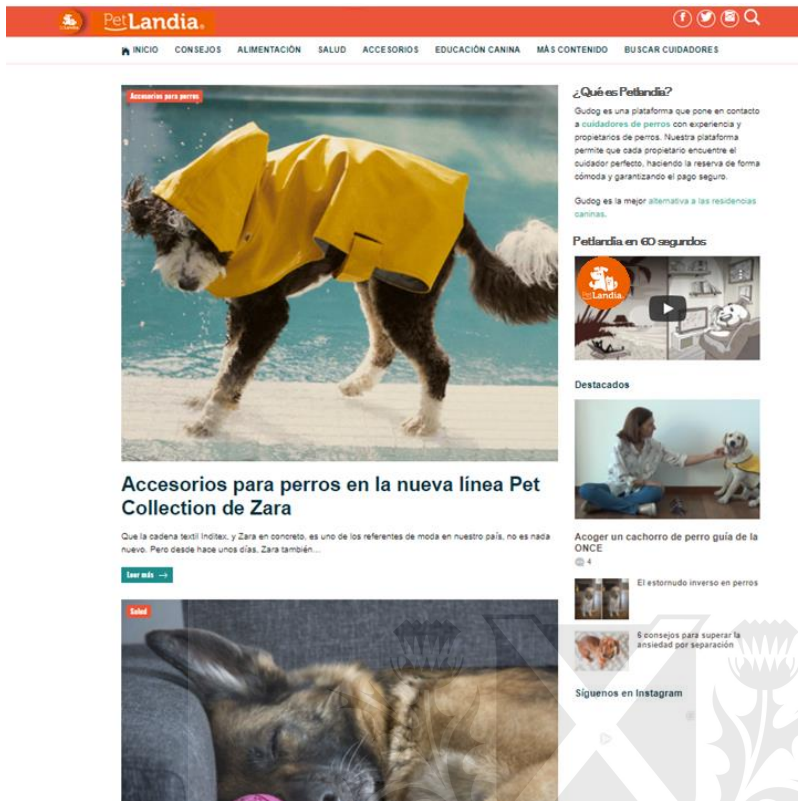 PetLandia.
INICIO CONSEJOS ALIMENTACIÓN SALUD ACCESORIOS EDUCACIÓN CANINA MÁS CONTENIDO BUSCAR CUIDADORES
Accesorios para perros
Accesorios para perros en la nueva línea Pet
Collection de Zara
Que la cadena textil Inditex, y Zara en concreto, es uno de los referentes de moda en nuestro país, no es nada
nuevo. Pero desde hace unos días, Zara también...
Leer más →
Salud
¿Qué es Petlandia?
Gudog es una plataforma que pone en contacto
a cuidadores de perros con experiencia y
propietarios de perros. Nuestra plataforma
permite que cada propietario encuentre el
cuidador perfecto, haciendo la reserva de forma
cómoda y garantizando el pago seguro.
Gudog es la mejor alternativa a las residencias
caninas.
Petlandia en 60 segundos
PetLandia.
Destacados
Acoger un cachorro de perro guía de la
ONCE
4
El estornudo inverso en perros
6 consejos para superar la
ansiedad por separación
Síguenos en Instagram